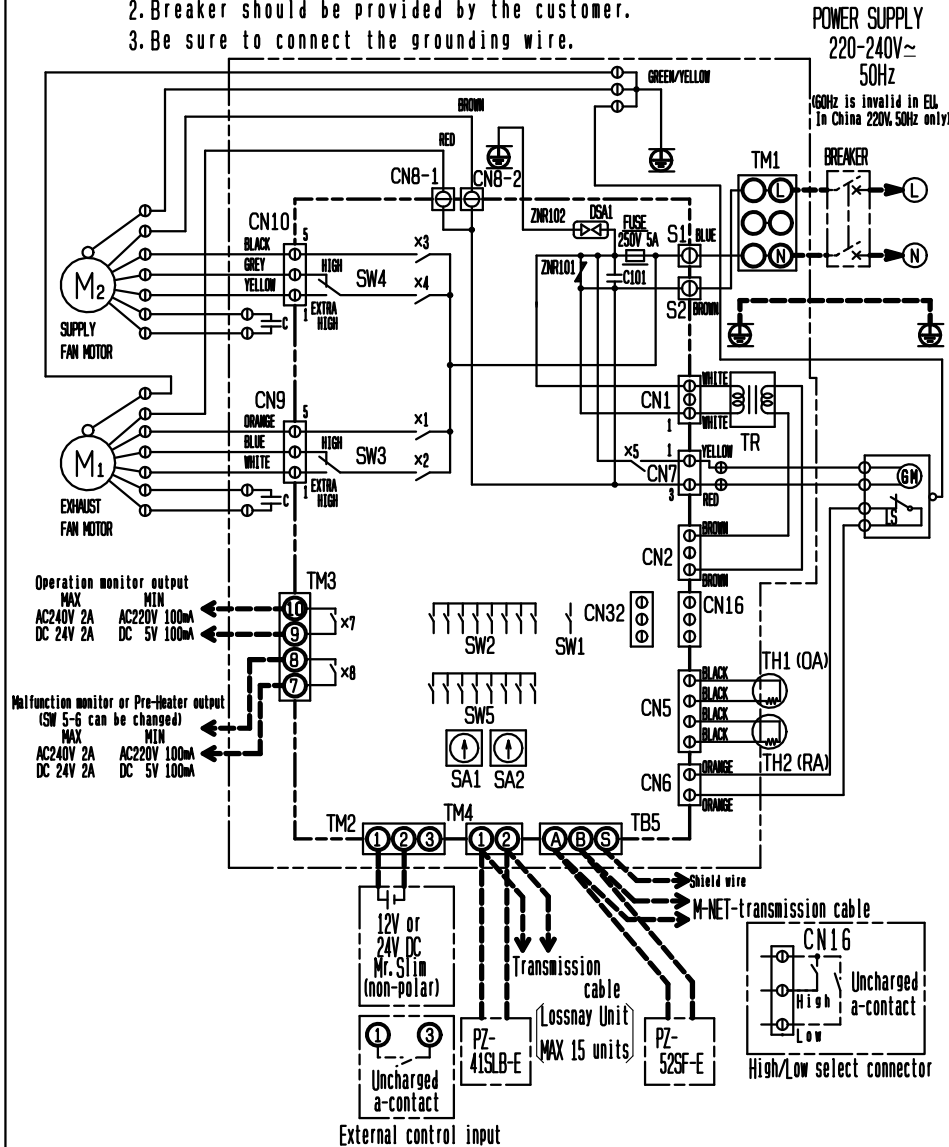 2. Breaker should be provided by the customer.
3. Be sure to connect the grounding wire.
POWER SUPPLY
220-240V~
50Hz
(60Hz is invalid in EU.
In China 220V, 50Hz only)
GREEN/YELLOW
BROWN
RED
CN8-1
CN8-2
TM1
BREAKER
L
L
N
N
CN10
5
BLACK
GREY
YELLOW
HIGH
SW4
EXTRA
HIGH
1
×3
×4
ZNR102
DSA1
FUSE
250V 5A
ZNR101
C101
S1
BLUE
S2
BROWN
M2
SUPPLY
FAN MOTOR
C
CN9
5
ORANGE
BLUE
WHITE
HIGH
SW3
EXTRA
HIGH
1
×1
×2
M1
EXHAUST
FAN MOTOR
C
CN1
1
WHITE
WHITE
TR
×5
1
CN7
3
YELLOW
RED
GM
LS
CN2
BROWN
BROWN
Operation monitor output
MAX MIN
AC240V 2A AC220V 100mA
DC 24V 2A DC 5V 100mA
TM3
10
9
8
7
×7
×8
SW2
SW1
CN32
CN16
SW5
SA1
SA2
Malfunction monitor or Pre-Heater output
(SW 5-6 can be changed)
MAX MIN
AC240V 2A AC220V 100mA
DC 24V 2A DC 5V 100mA
CN5
BLACK
BLACK
BLACK
BLACK
TH1 (OA)
TH2 (RA)
CN6
ORANGE
ORANGE
TM2
1 2 3
TM4
1 2
A B S
TB5
Shield wire
M-NET-transmission cable
12V or
24V DC
Mr. Slim
(non-polar)
Transmission
cable
(Lossnay Unit
MAX 15 units)
1 3
Uncharged
a-contact
External control input
PZ-
41SLB-E
PZ-
52SF-E
CN16
High
Low
Uncharged
a-contact
High/Low select connector